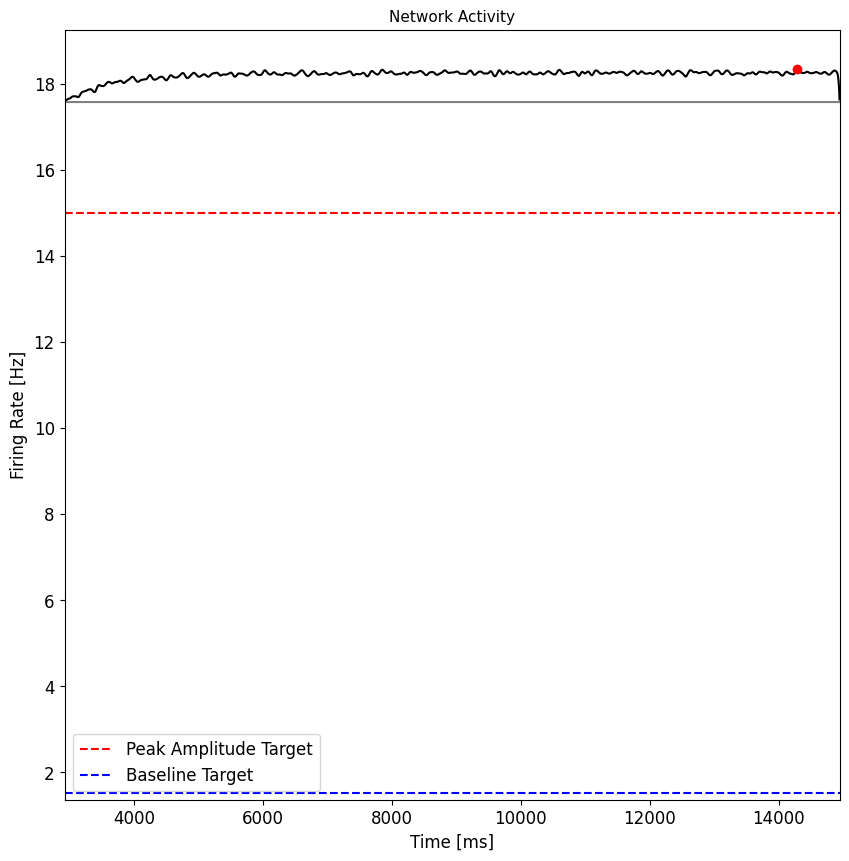 Network Activity
18
16
14
12
10
8
6
4
2
Firing Rate [Hz]
Peak Amplitude Target
Baseline Target
4000 6000 8000 10000 12000 14000
Time [ms]